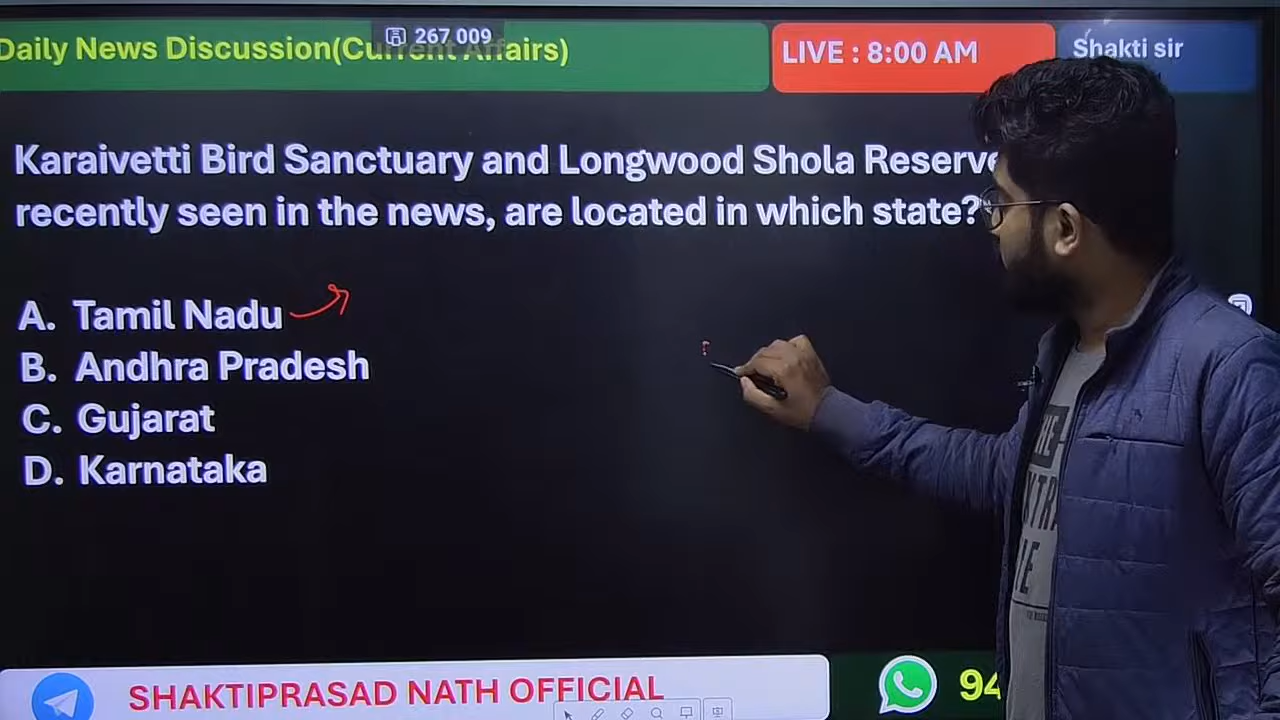 267 009
Daily News Discussion(Current Affairs)
LIVE : 8:00 AM
Shakti sir
Karaivetti Bird Sanctuary and Longwood Shola Reserve
recently seen in the news, are located in which state?
A. Tamil Nadu
B. Andhra Pradesh
C. Gujarat
D. Karnataka
THE
SHAKTIPRASAD NATH OFFICIAL
94